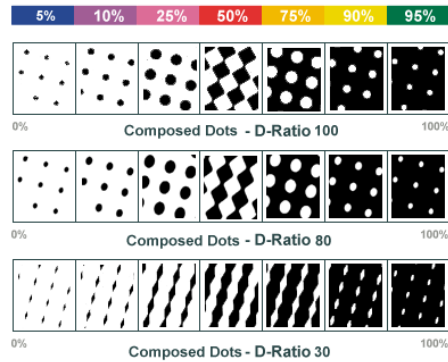 5% 10% 25% 50% 75% 90% 95%
0% Composed Dots - D-Ratio 100 100%
0% Composed Dots - D-Ratio 80 100%
0% Composed Dots - D-Ratio 30 100%